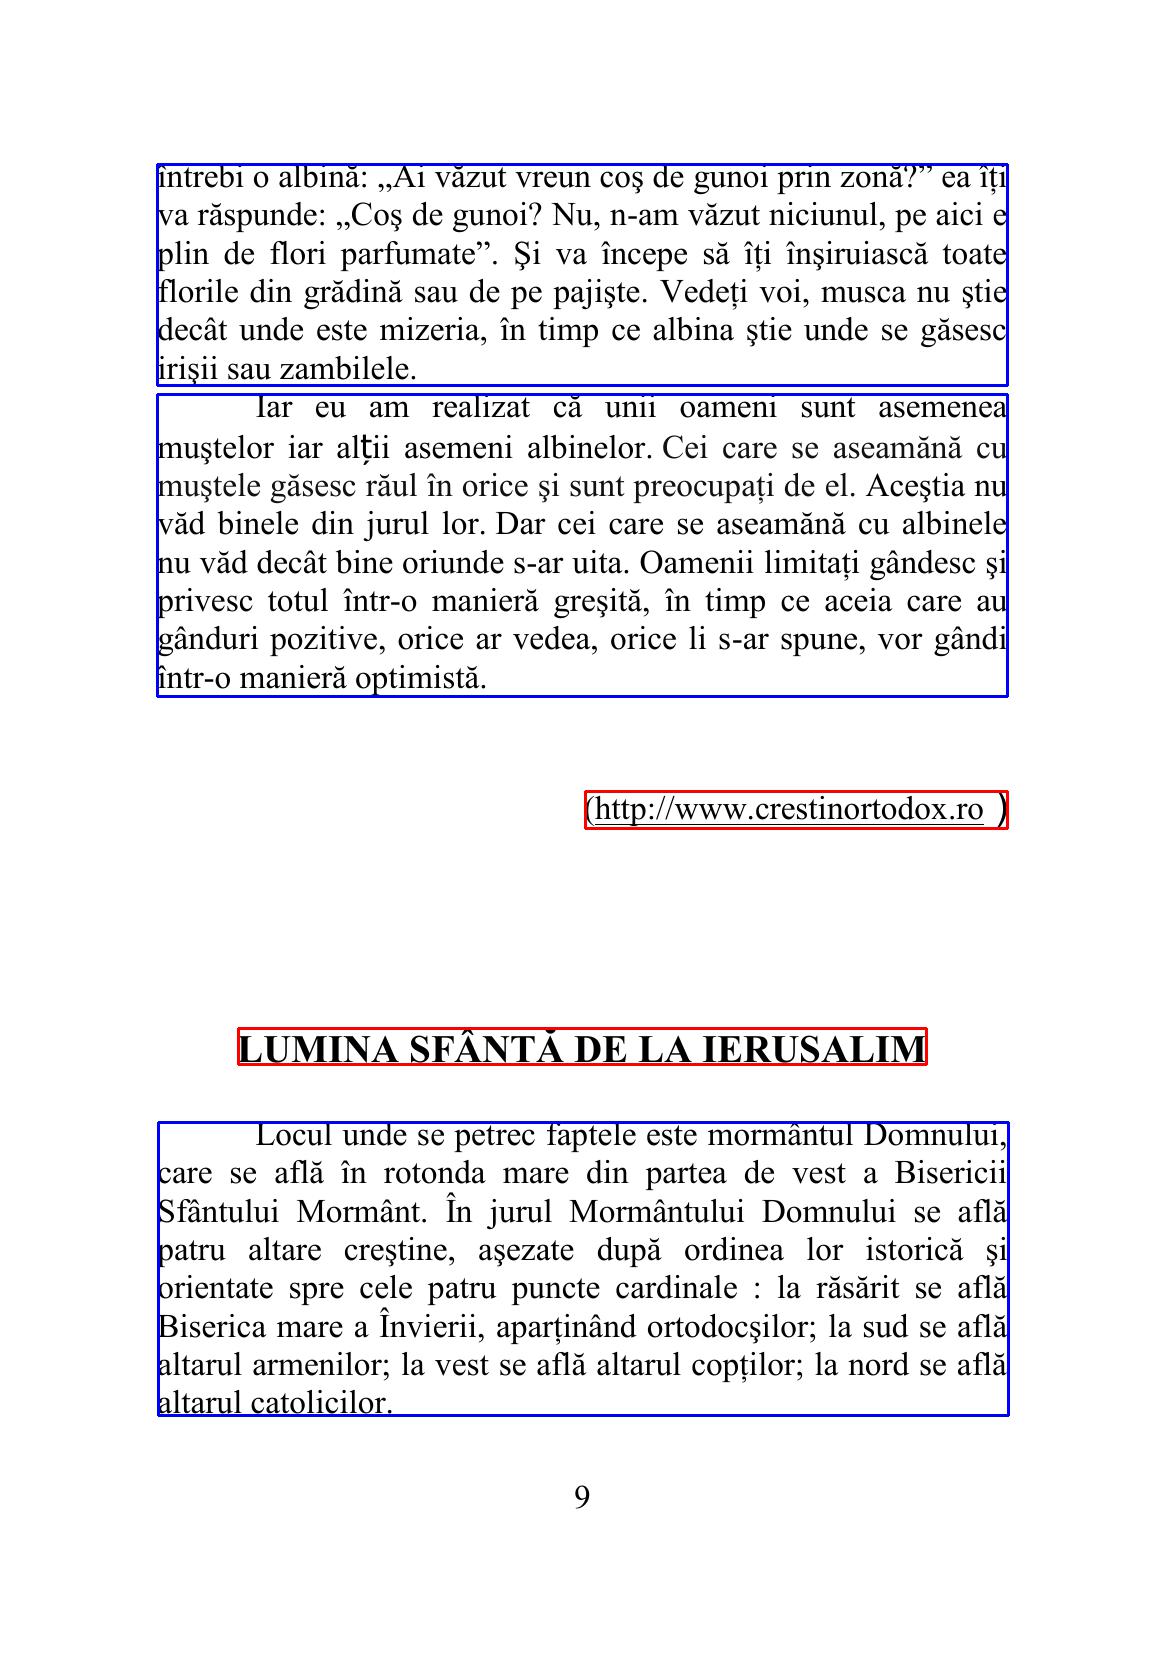 întrebi o albină: „Ai văzut vreun coş de gunoi prin zonă?” ea îți
va răspunde: „Coş de gunoi? Nu, n-am văzut niciunul, pe aici e
plin de flori parfumate”. Şi va începe să îți înşiruiască toate
florile din grădină sau de pe pajişte. Vedeți voi, musca nu ştie
decât unde este mizeria, în timp ce albina ştie unde se găsesc
irişii sau zambilele.
Iar eu am realizat că unii oameni sunt asemenea
muştelor iar alții asemeni albinelor. Cei care se aseamănă cu
muştele găsesc răul în orice şi sunt preocupați de el. Aceştia nu
văd binele din jurul lor. Dar cei care se aseamănă cu albinele
nu văd decât bine oriunde s-ar uita. Oamenii limitați gândesc şi
privesc totul într-o manieră greşită, în timp ce aceia care au
gânduri pozitive, orice ar vedea, orice li s-ar spune, vor gândi
într-o manieră optimistă.
(http://www.crestinortodox.ro )
LUMINA SFÂNTĂ DE LA IERUSALIM
Locul unde se petrec faptele este mormântul Domnului,
care se află în rotonda mare din partea de vest a Bisericii
Sfântului Mormânt. În jurul Mormântului Domnului se află
patru altare creştine, aşezate după ordinea lor istorică şi
orientate spre cele patru puncte cardinale : la răsărit se află
Biserica mare a Învierii, aparținând ortodocşilor; la sud se află
altarul armenilor; la vest se află altarul copților; la nord se află
altarul catolicilor.
9